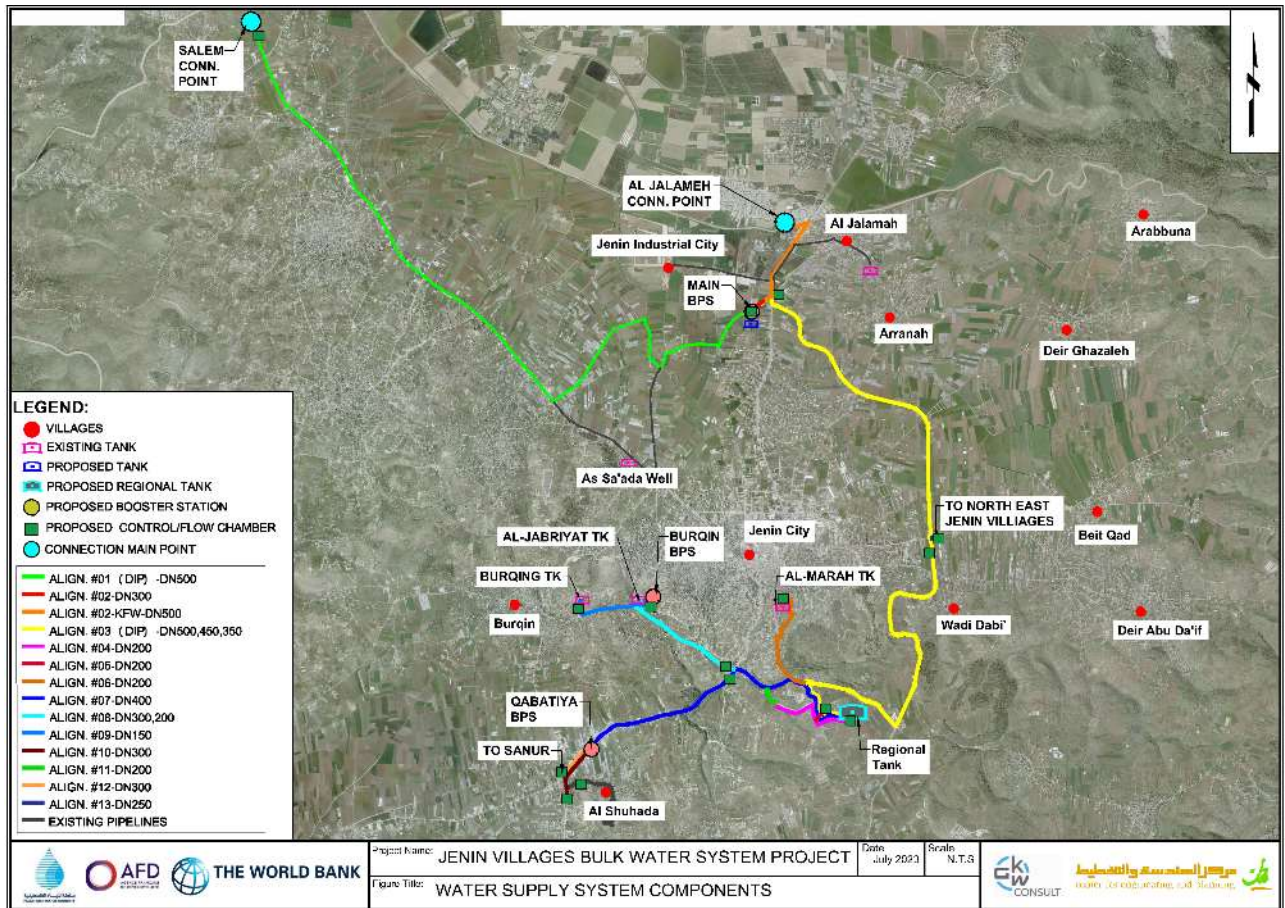 SALEM
CONN.
POINT
AL JALAMEH
CONN. POINT
Al Jalamah
Arabbuna
Jenin Industrial City
MAIN
BPS
Arranah
Deir Ghazaleh
As Sa'ada Well
TO NORTH EAST
JENIN VILLIAGES
Beit Qad
AL-JABRIYAT TK
BURQIN
BPS
Jenin City
BURQING TK
AL-MARAH TK
Burqin
Wadi Dabi'
Deir Abu Da'if
QABATIYA
BPS
TO SANUR
Regional
Tank
Al Shuhada
LEGEND:
VILLAGES
EXISTING TANK
PROPOSED TANK
PROPOSED REGIONAL TANK
PROPOSED BOOSTER STATION
PROPOSED CONTROL/FLOW CHAMBER
CONNECTION MAIN POINT
ALIGN. #01 (DIP) -DN500
ALIGN. #02-DN300
ALIGN. #02-KFW-DN500
ALIGN. #03 (DIP) -DN500,450,350
ALIGN. #04-DN200
ALIGN. #05-DN200
ALIGN. #06-DN200
ALIGN. #07-DN400
ALIGN. #08-DN300,200
ALIGN. #09-DN150
ALIGN. #10-DN300
ALIGN. #11-DN200
ALIGN. #12-DN300
ALIGN. #13-DN250
EXISTING PIPELINES
AFD
THE WORLD BANK
Project Name: JENIN VILLAGES BULK WATER SYSTEM PROJECT
Date
July 2023
Scale
N.T.S
Figure Title: WATER SUPPLY SYSTEM COMPONENTS
GKW
CONSULT
مركز الهندسة والتخطيط